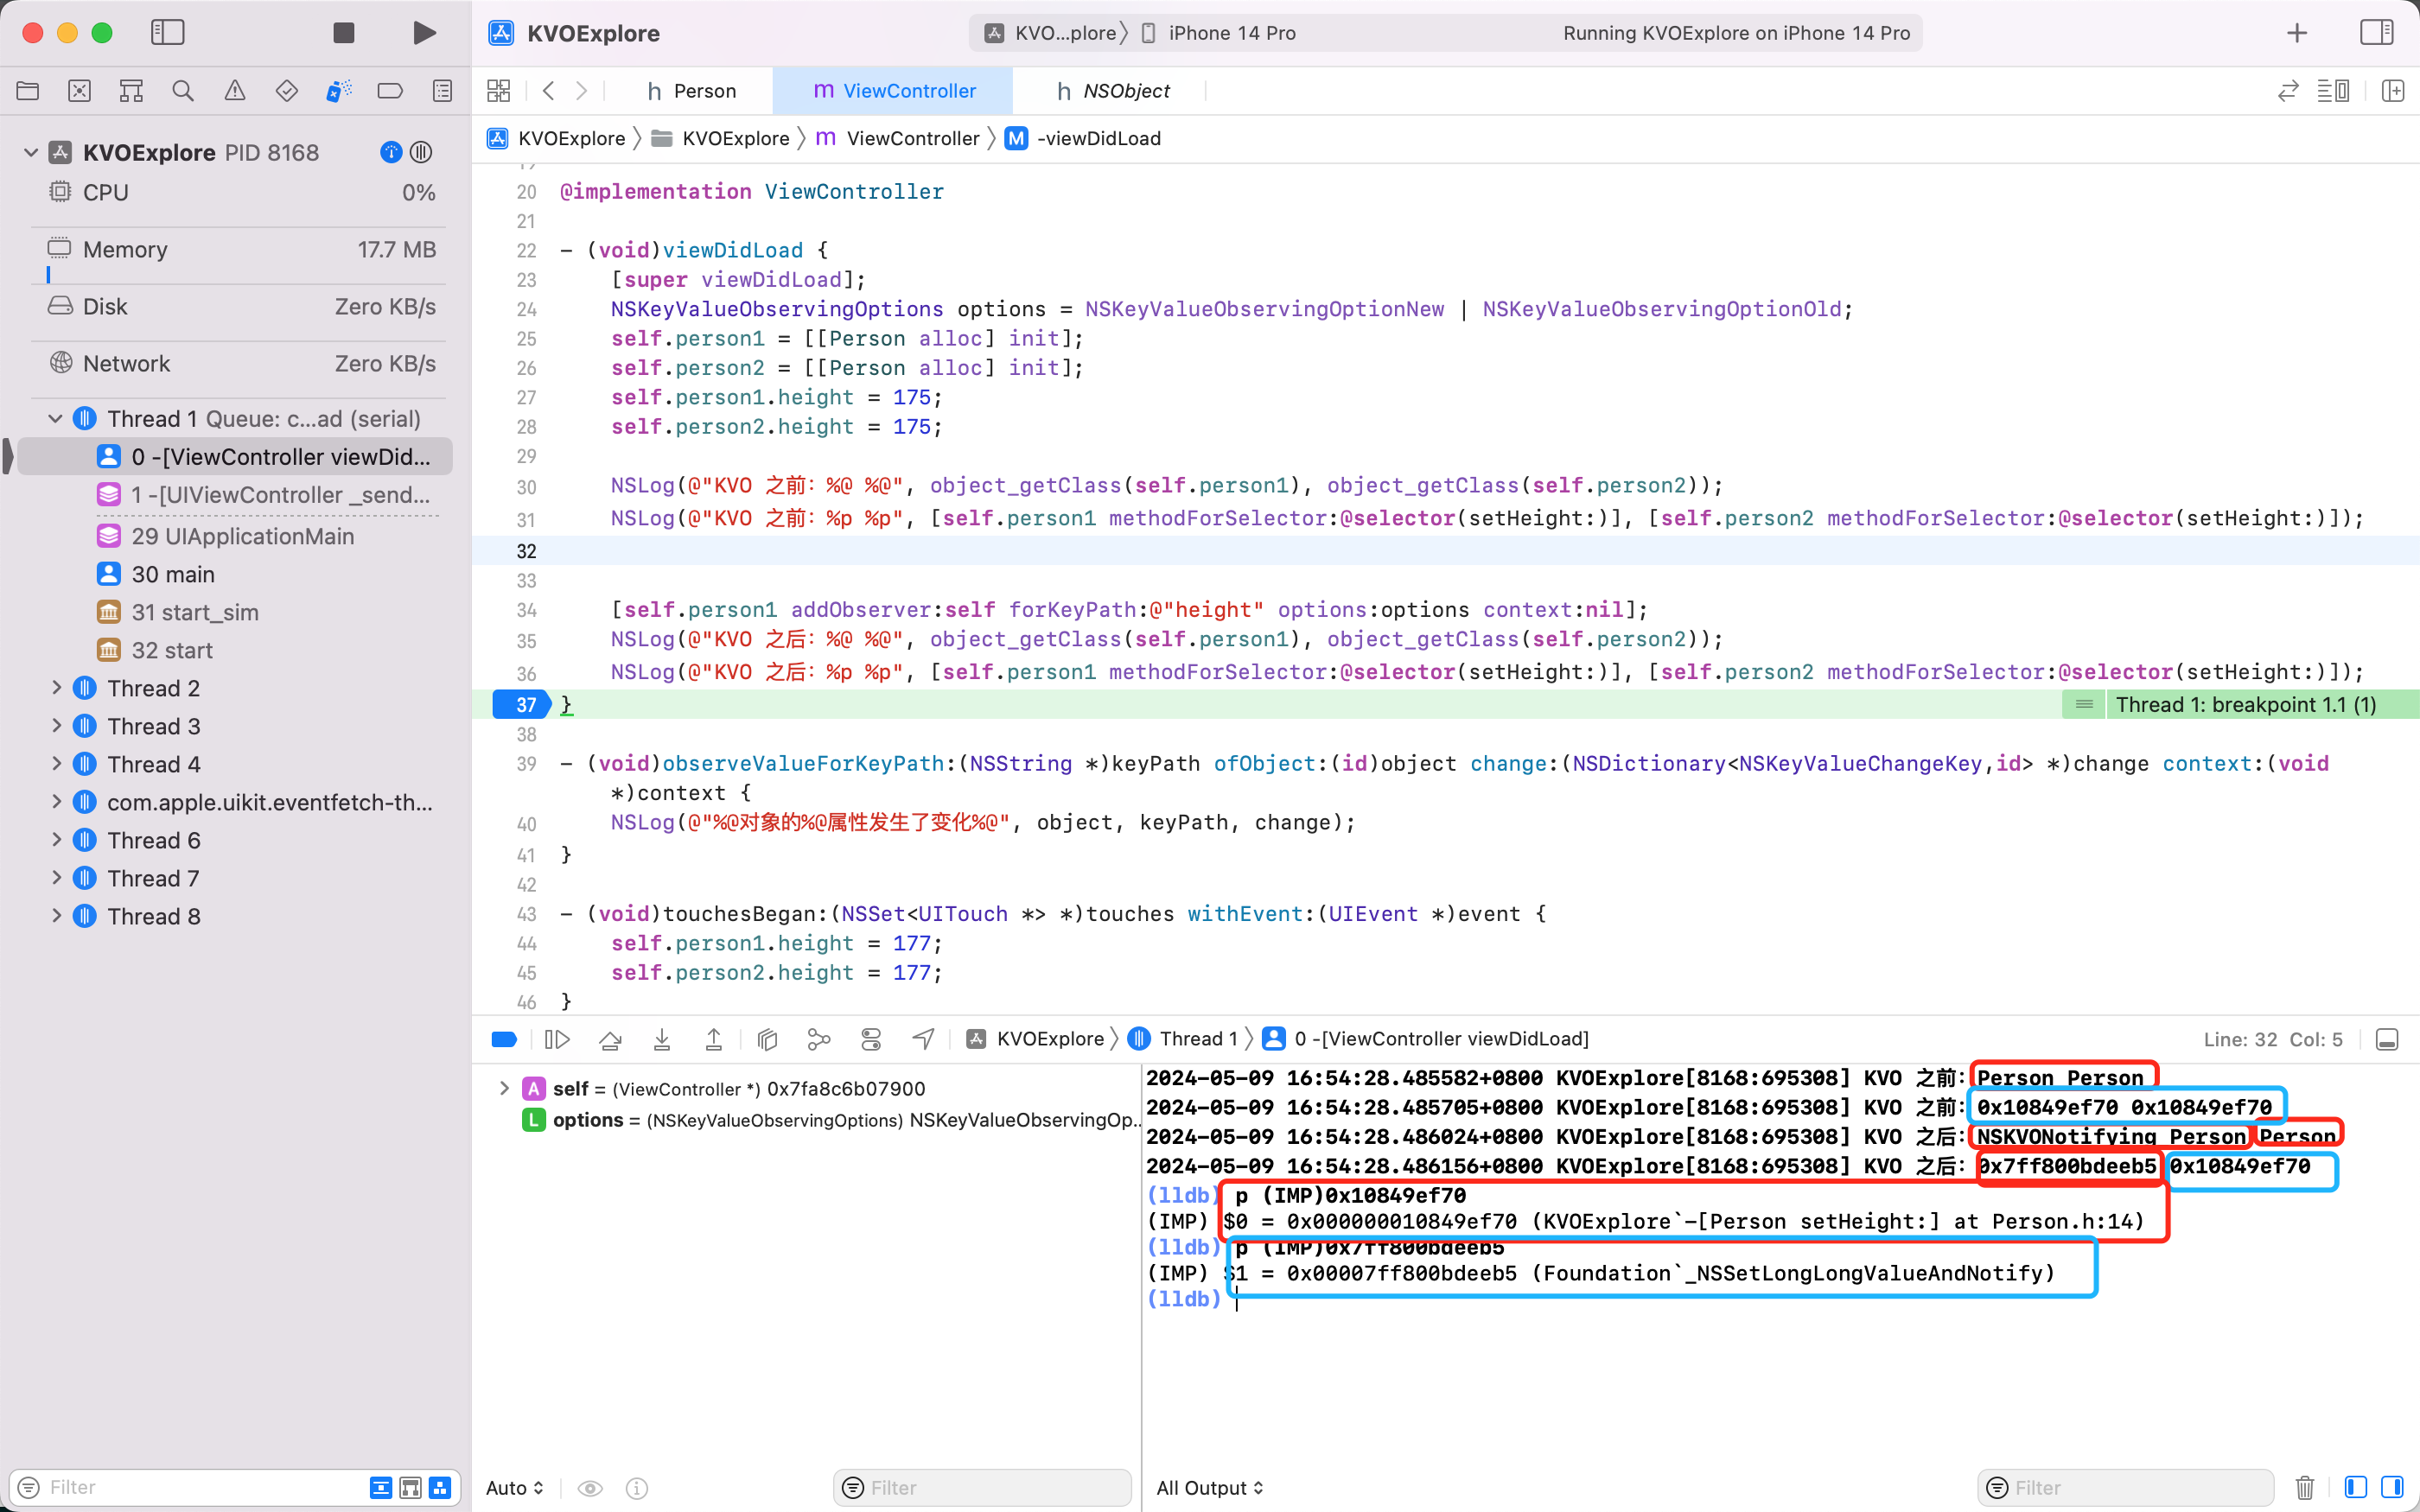 KVOExplore
KVO...plore
iPhone 14 Pro
Running KVOExplore on iPhone 14 Pro
Person
ViewController
NSObject
KVOExplore
KVOExplore
ViewController
-viewDidLoad
KVOExplore PID 8168
CPU 0%
Memory 17.7 MB
Disk Zero KB/s
Network Zero KB/s
Thread 1 Queue: c...ad (serial)
0 -[ViewController viewDid...
1 -[UIViewController _send...
29 UIApplicationMain
30 main
31 start_sim
32 start
Thread 2
Thread 3
Thread 4
com.apple.uikit.eventfetch-th...
Thread 6
Thread 7
Thread 8
Filter
20 @implementation ViewController
21
22 - (void)viewDidLoad {
23 [super viewDidLoad];
24 NSKeyValueObservingOptions options = NSKeyValueObservingOptionNew | NSKeyValueObservingOptionOld;
25 self.person1 = [[Person alloc] init];
26 self.person2 = [[Person alloc] init];
27 self.person1.height = 175;
28 self.person2.height = 175;
29
30 NSLog(@"KVO 之前: %@ %@", object_getClass(self.person1), object_getClass(self.person2));
31 NSLog(@"KVO 之前: %p %p", [self.person1 methodForSelector:@selector(setHeight:)], [self.person2 methodForSelector:@selector(setHeight:)]);
32
33
34 [self.person1 addObserver:self forKeyPath:@"height" options:options context:nil];
35 NSLog(@"KVO 之后: %@ %@", object_getClass(self.person1), object_getClass(self.person2));
36 NSLog(@"KVO 之后: %p %p", [self.person1 methodForSelector:@selector(setHeight:)], [self.person2 methodForSelector:@selector(setHeight:)]);
37 } Thread 1: breakpoint 1.1 (1)
38
39 - (void)observeValueForKeyPath:(NSString *)keyPath ofObject:(id)object change:(NSDictionary<NSKeyValueChangeKey,id> *)change context:(void
*)context {
40 NSLog(@"%@对象的%@属性发生了变化%@", object, keyPath, change);
41 }
42
43 - (void)touchesBegan:(NSSet<UITouch *> *)touches withEvent:(UIEvent *)event {
44 self.person1.height = 177;
45 self.person2.height = 177;
46 }
KVOExplore
Thread 1
0 -[ViewController viewDidLoad]
Line: 32 Col: 5
A self = (ViewController *) 0x7fa8c6b07900
L options = (NSKeyValueObservingOptions) NSKeyValueObservingOp...
Auto
Filter
2024-05-09 16:54:28.485582+0800 KVOExplore[8168:695308] KVO 之前: Person Person
2024-05-09 16:54:28.485705+0800 KVOExplore[8168:695308] KVO 之前: 0x10849ef70 0x10849ef70
2024-05-09 16:54:28.486024+0800 KVOExplore[8168:695308] KVO 之后: NSKVONotifying_Person Person
2024-05-09 16:54:28.486156+0800 KVOExplore[8168:695308] KVO 之后: 0x7ff800bdeeb5 0x10849ef70
(lldb) p (IMP)0x10849ef70
(IMP) $0 = 0x000000010849ef70 (KVOExplore`-[Person setHeight:] at Person.h:14)
(lldb) p (IMP)0x7ff800bdeeb5
(IMP) $1 = 0x00007ff800bdeeb5 (Foundation`_NSSetLongLongValueAndNotify)
(lldb)
All Output
Filter